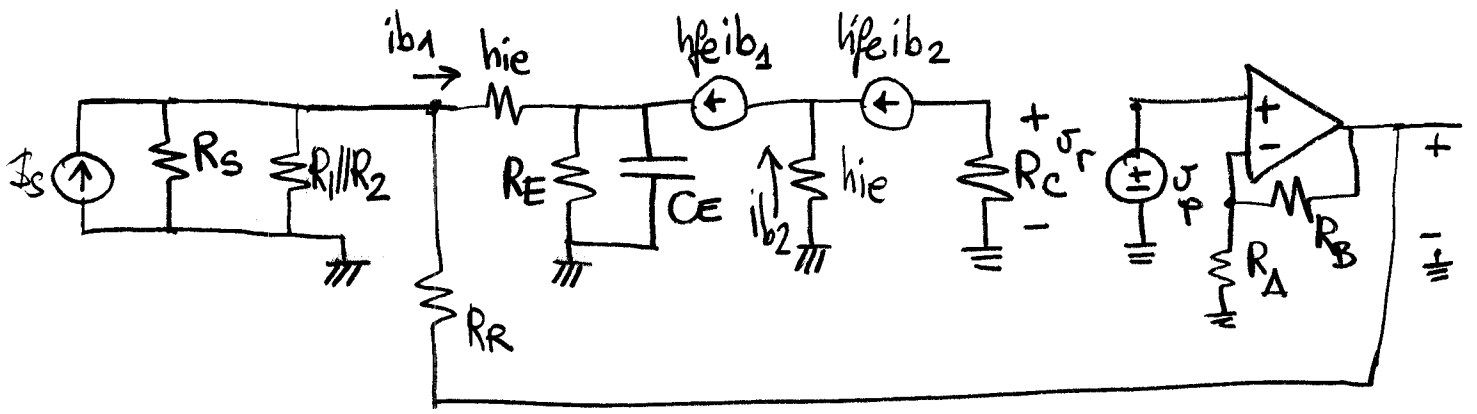 ib1
hie
hfeib1
hfeib2
Is
RS
R1//R2
RE
CE
ib2
hie
+
RC
vr
-
+
-
±
vp
RB
RA
+
-
RR